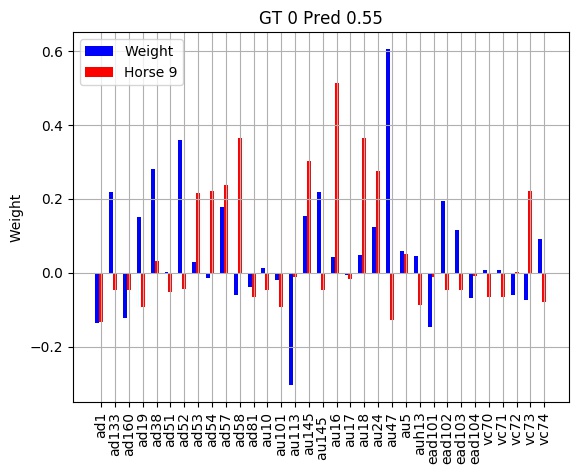 GT 0 Pred 0.55
Weight
Horse 9
Weight
0.6
0.4
0.2
0.0
−0.2
ad1
ad133
ad160
ad19
ad38
ad51
ad52
ad53
ad54
ad57
ad58
ad81
au10
au101
au113
au145
au145
au16
au17
au18
au24
au47
au5
auh13
ead101
ead102
ead103
ead104
vc70
vc71
vc72
vc73
vc74